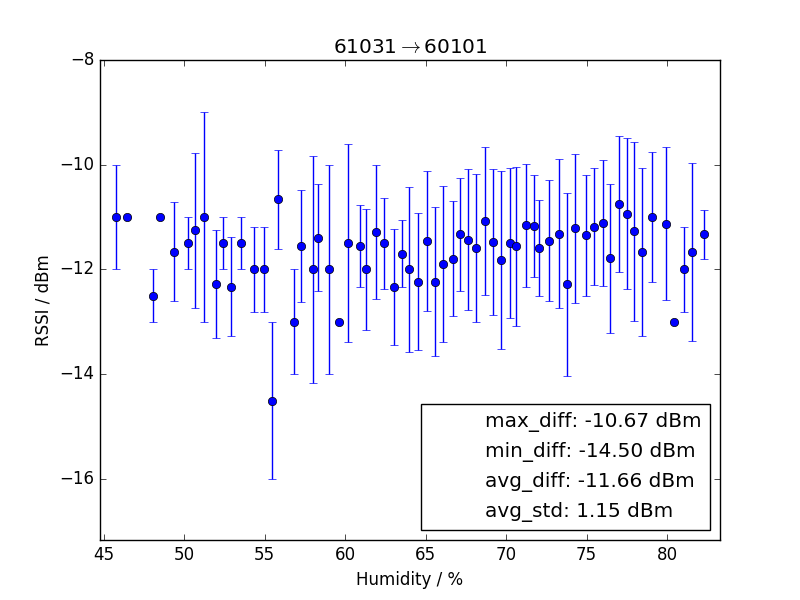 61031→60101
−8
−10
−12
−14
−16
RSSI / dBm
max_diff: -10.67 dBm
min_diff: -14.50 dBm
avg_diff: -11.66 dBm
avg_std: 1.15 dBm
45 50 55 60 65 70 75 80
Humidity / %